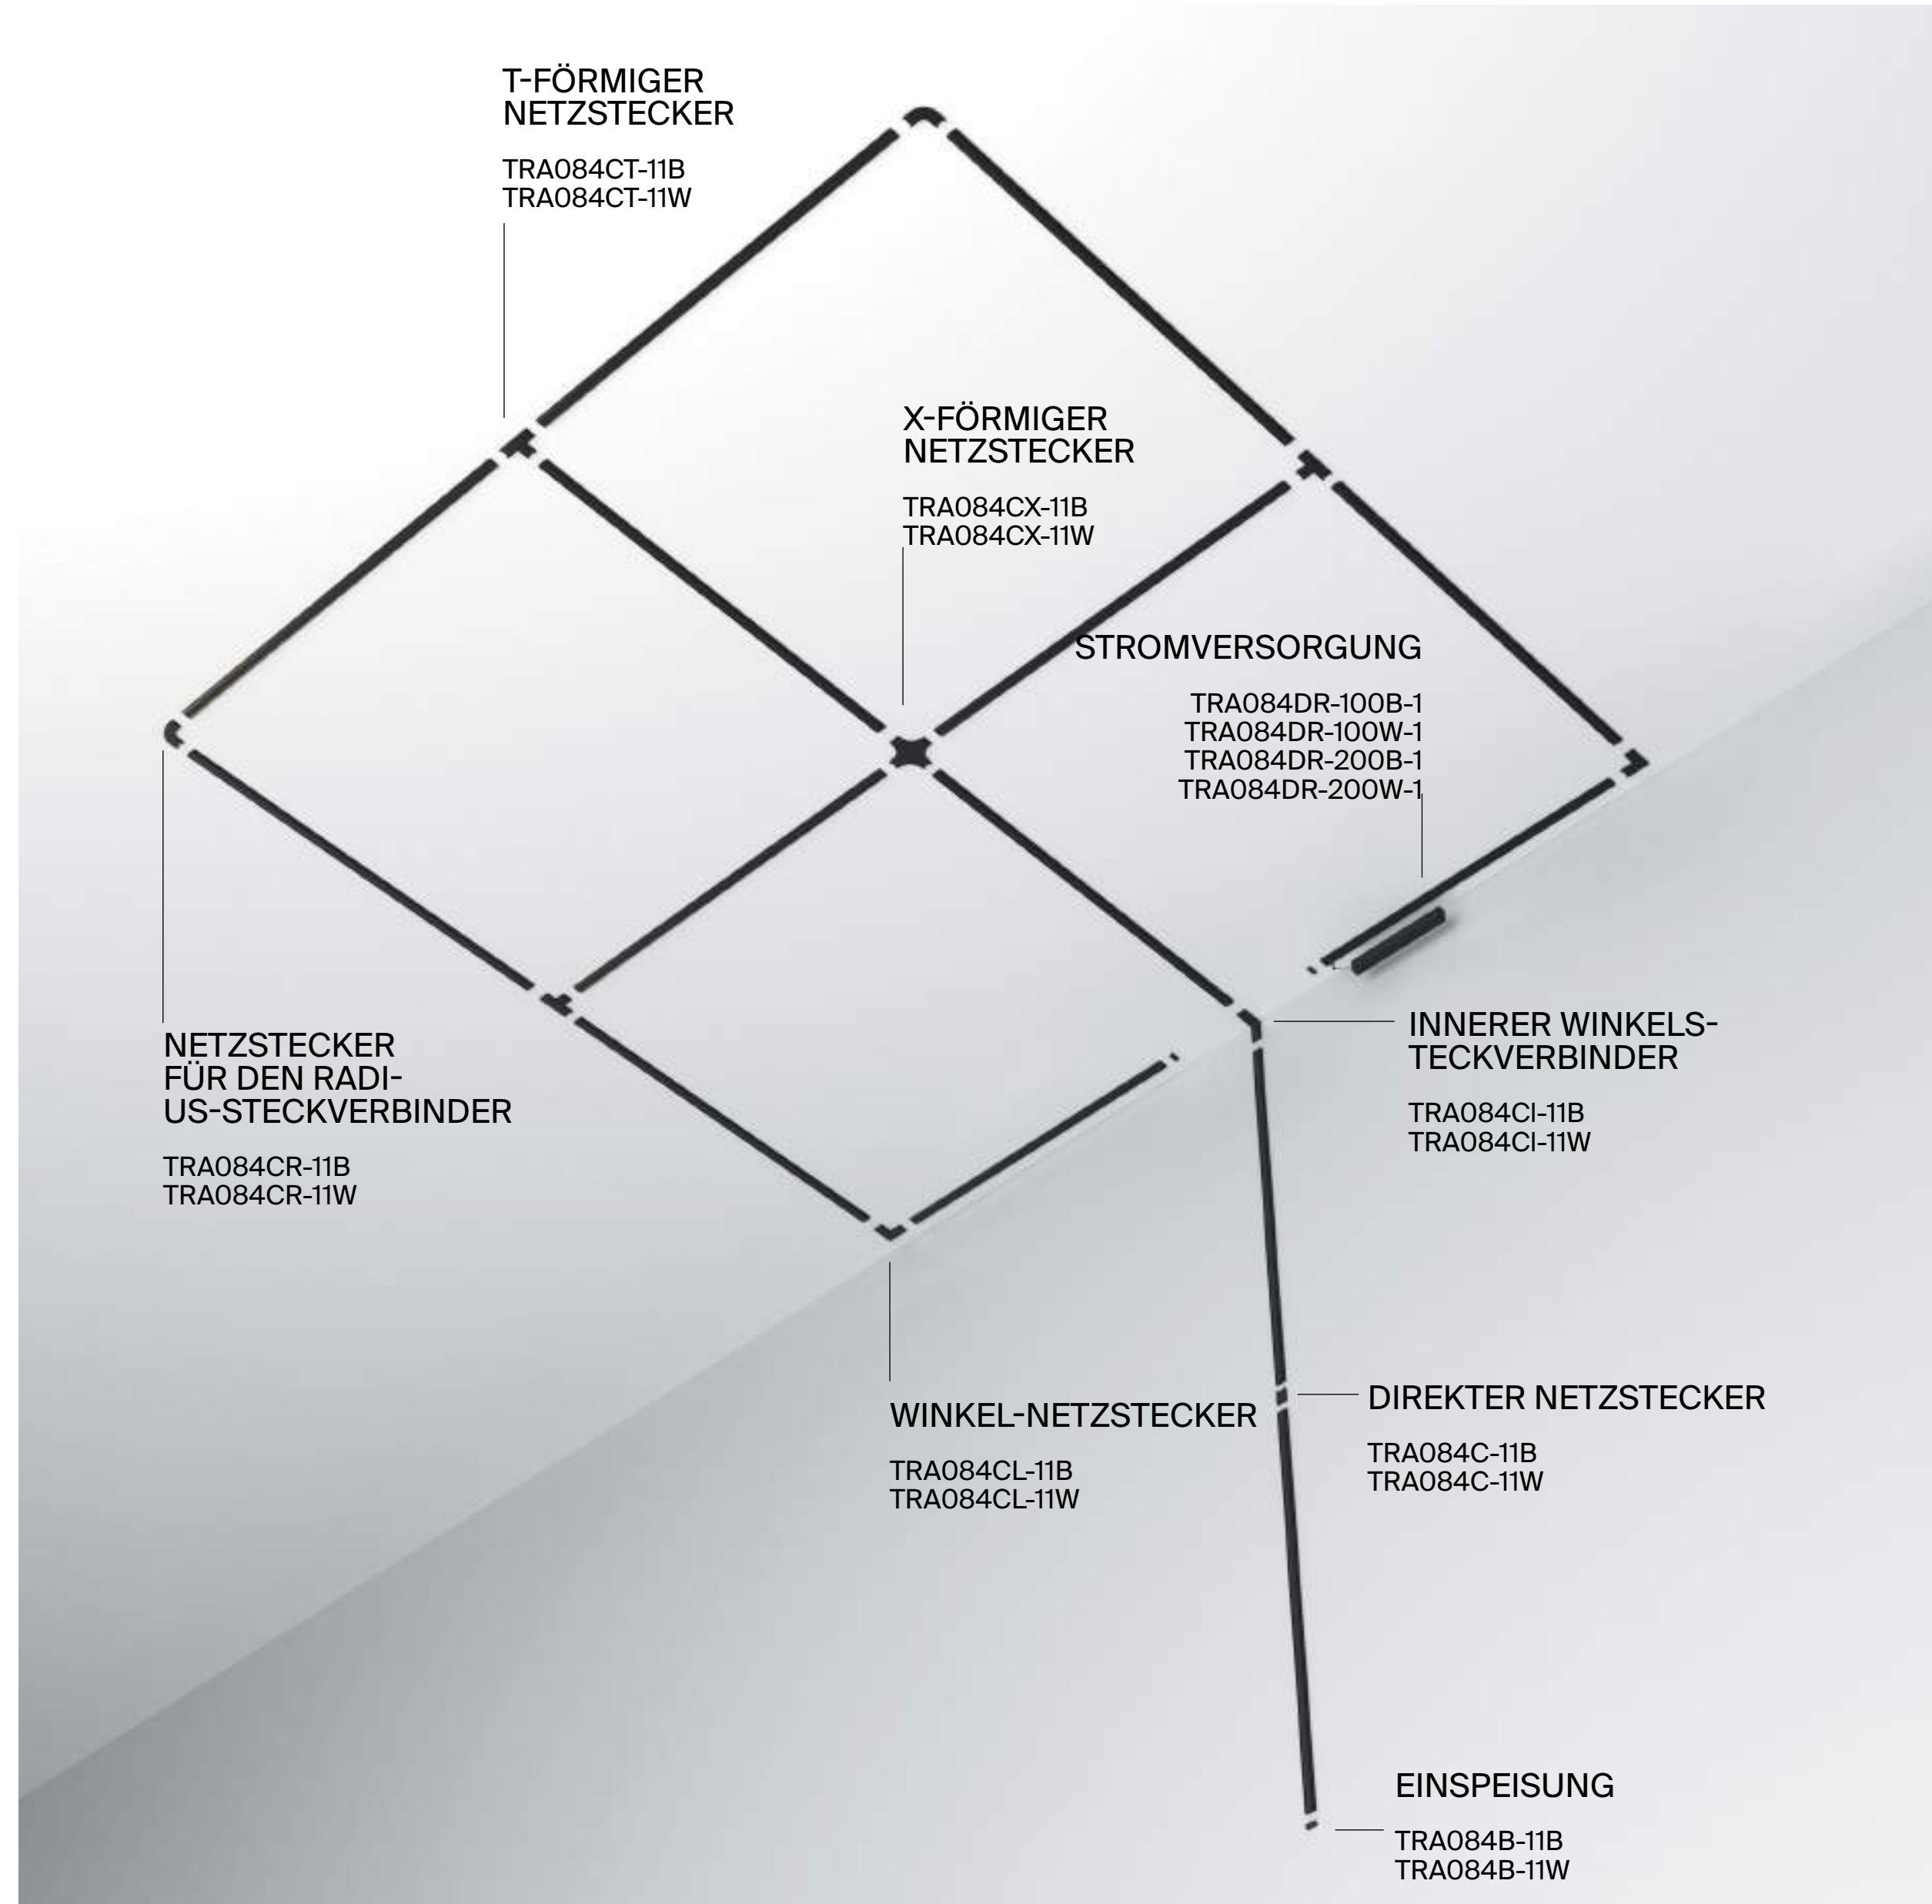 T-FÖRMIGER
NETZSTECKER
TRA084CT-11B
TRA084CT-11W
X-FÖRMIGER
NETZSTECKER
TRA084CX-11B
TRA084CX-11W
STROMVERSORGUNG
TRA084DR-100B-1
TRA084DR-100W-1
TRA084DR-200B-1
TRA084DR-200W-1
NETZSTECKER
FÜR DEN RADI-
US-STECKVERBINDER
TRA084CR-11B
TRA084CR-11W
INNERER WINKELS-
TECKVERBINDER
TRA084CI-11B
TRA084CI-11W
WINKEL-NETZSTECKER
TRA084CL-11B
TRA084CL-11W
DIREKTER NETZSTECKER
TRA084C-11B
TRA084C-11W
EINSPEISUNG
TRA084B-11B
TRA084B-11W